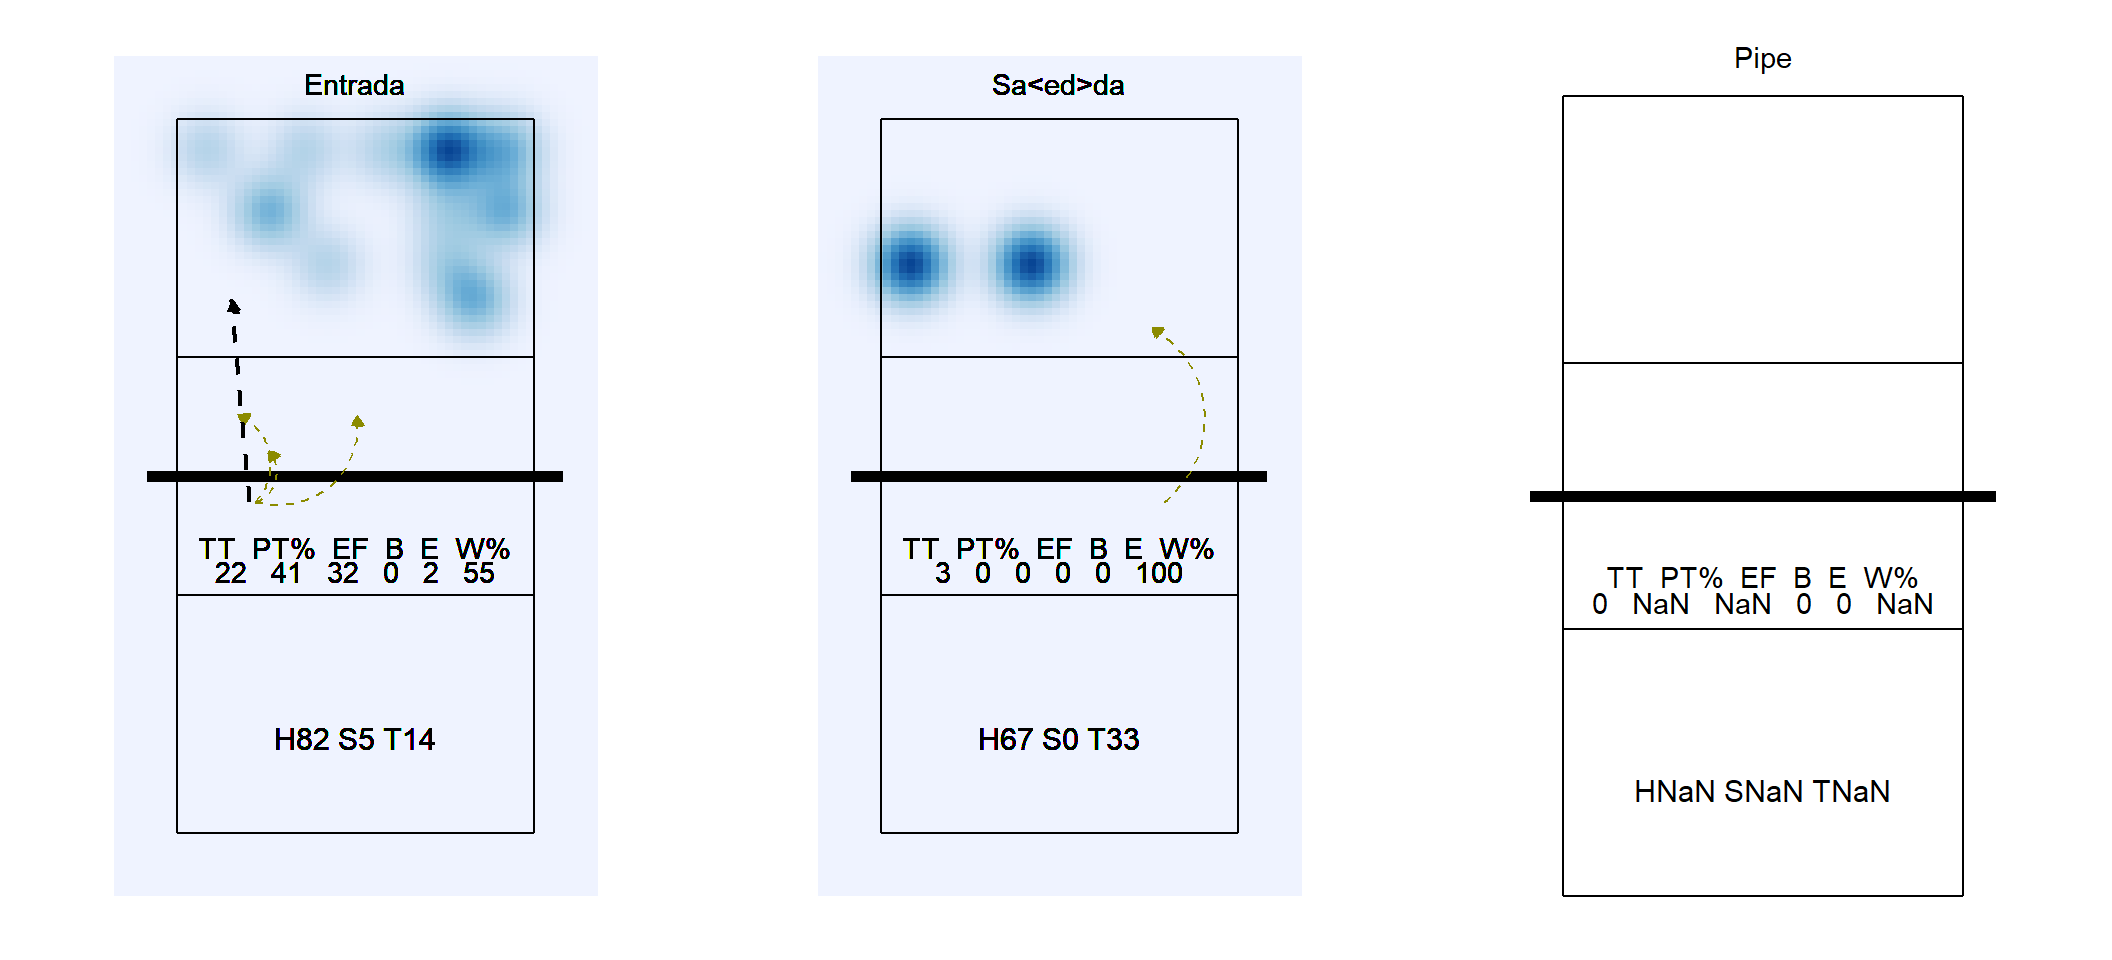 Entrada
TT PT% EF B E W%
22 41 32 0 2 55
H82 S5 T14
Sa<ed>da
TT PT% EF B E W%
3 0 0 0 0 100
H67 S0 T33
Pipe
TT PT% EF B E W%
0 NaN NaN 0 0 NaN
HNaN SNaN TNaN